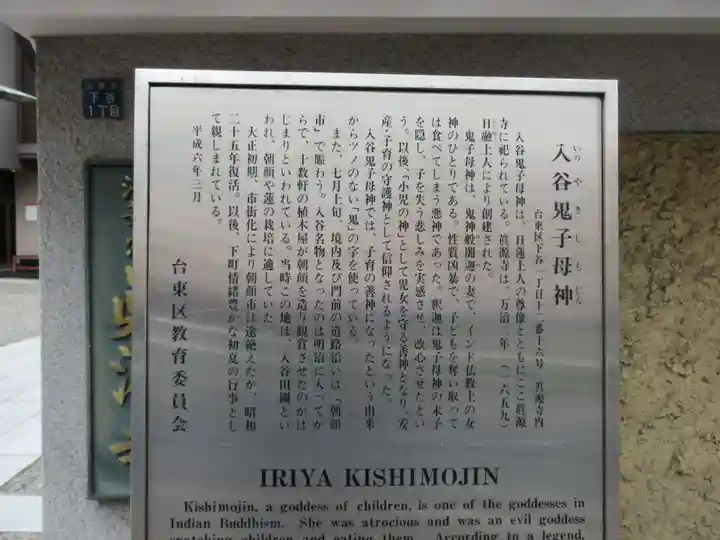 下谷
1丁目
入谷鬼子母神
いりやきしもじん
台東区下谷一丁目十二番十六号 眞源寺内
入谷鬼子母神は、日蓮上人の尊像とともにここ眞源
寺に祀られている。眞源寺は、万治二年（一六五九）
日融上人により創建された。
鬼子母神は、鬼神般闍迦の妻で、インド仏教上の女
神のひとりである。性質凶暴で、子どもを奪い取って
は食べてしまう悪神であった。釈迦は鬼子母神の末子
を隠し、子を失う悲しみを実感させ、改心させたとい
う。以後、「小児の神」として児女を守る善神となり、安
産・子育の守護神として信仰されるようになった。
入谷鬼子母神では、子育の善神になったという由来
からツノのない「鬼」の字を使っている。
また、七月上旬、境内及び門前の道路沿いは、「朝顔
市」で賑わう。入谷名物となったのは明治に入ってか
らで、十数軒の植木屋が朝顔を造り観賞させたのがは
じまりといわれている。当時この地は、入谷田圃とい
われ、朝顔や蓮の栽培に適していた
大正初期、市街化により朝顔市は途絶えたが、昭和
二十五年復活。以後、下町情緒豊かな初夏の行事とし
て親しまれている。
平成六年三月
台東区教育委員会
IRIYA KISHIMOJIN
Kishimojin, a goddess of children, is one of the goddesses in
Indian Buddhism. She was atrocious and was an evil goddess
snatching children and eating them. According to a legend,